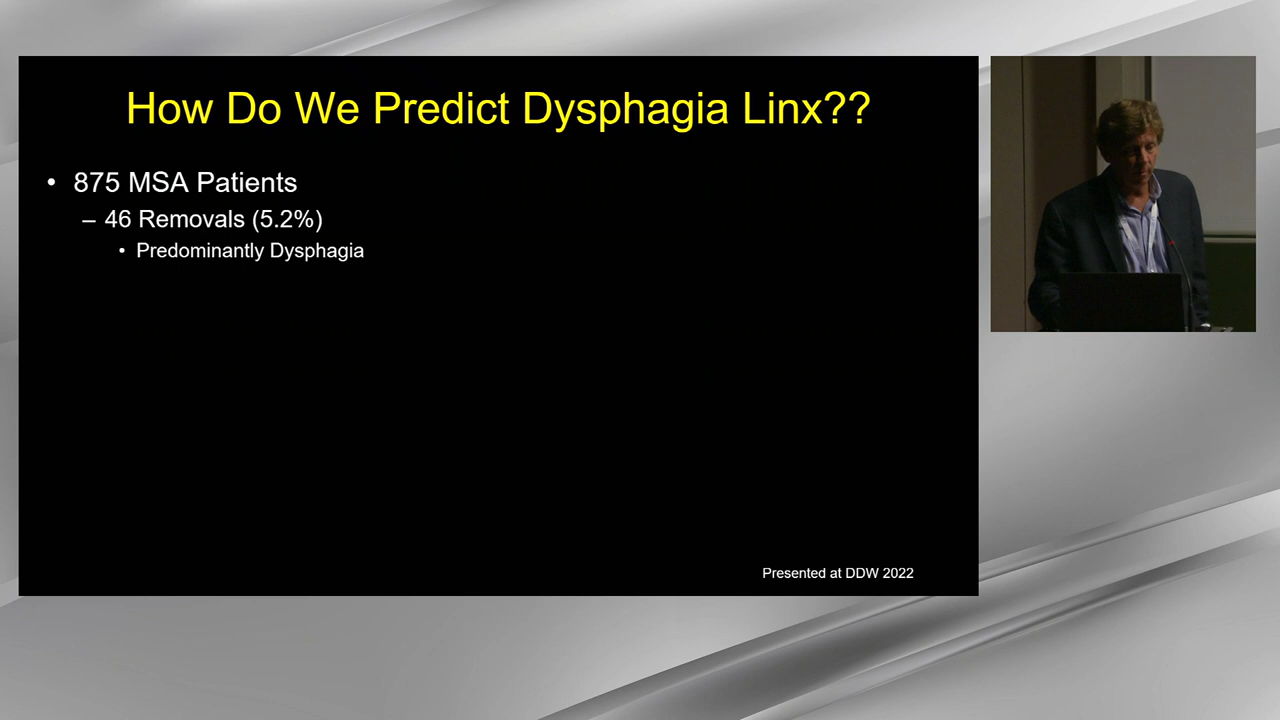 How Do We Predict Dysphagia Linx??
• 875 MSA Patients
– 46 Removals (5.2%)
• Predominantly Dysphagia
Presented at DDW 2022